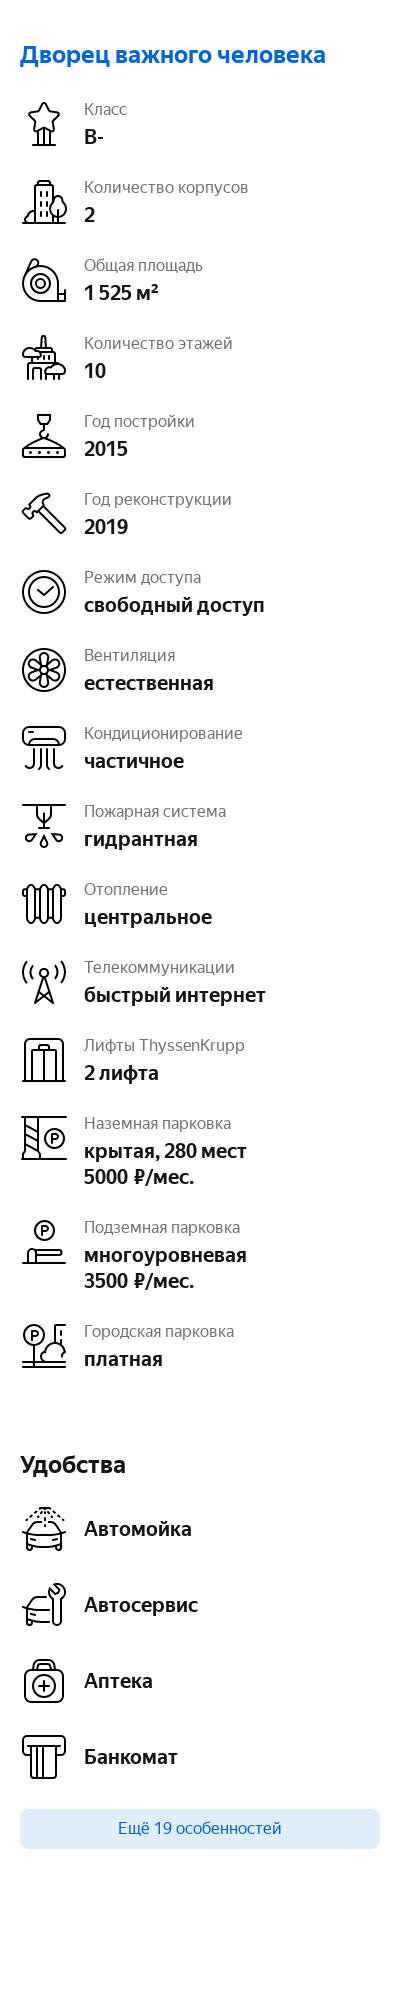 Дворец важного человека
Класс
B-
Количество корпусов
2
Общая площадь
1 525 м²
Количество этажей
10
Год постройки
2015
Год реконструкции
2019
Режим доступа
свободный доступ
Вентиляция
естественная
Кондиционирование
частичное
Пожарная система
гидрантная
Отопление
центральное
Телекоммуникации
быстрый интернет
Лифты ThyssenKrupp
2 лифта
Наземная парковка
крытая, 280 мест
5000 ₽/мес.
Подземная парковка
многоуровневая
3500 ₽/мес.
Городская парковка
платная
Удобства
Автомойка
Автосервис
Аптека
Банкомат
Ещё 19 особенностей